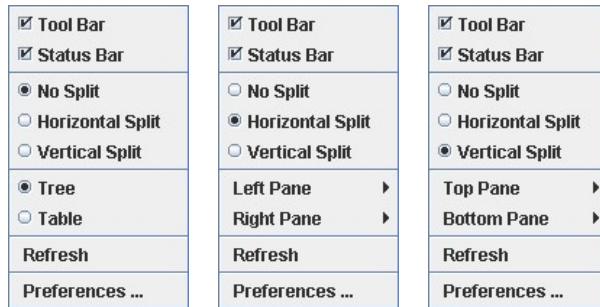 Tool Bar
Status Bar
No Split
Horizontal Split
Vertical Split
Tree
Table
Refresh
Preferences ...
Tool Bar
Status Bar
No Split
Horizontal Split
Vertical Split
Left Pane
Right Pane
Refresh
Preferences ...
Tool Bar
Status Bar
No Split
Horizontal Split
Vertical Split
Top Pane
Bottom Pane
Refresh
Preferences ...